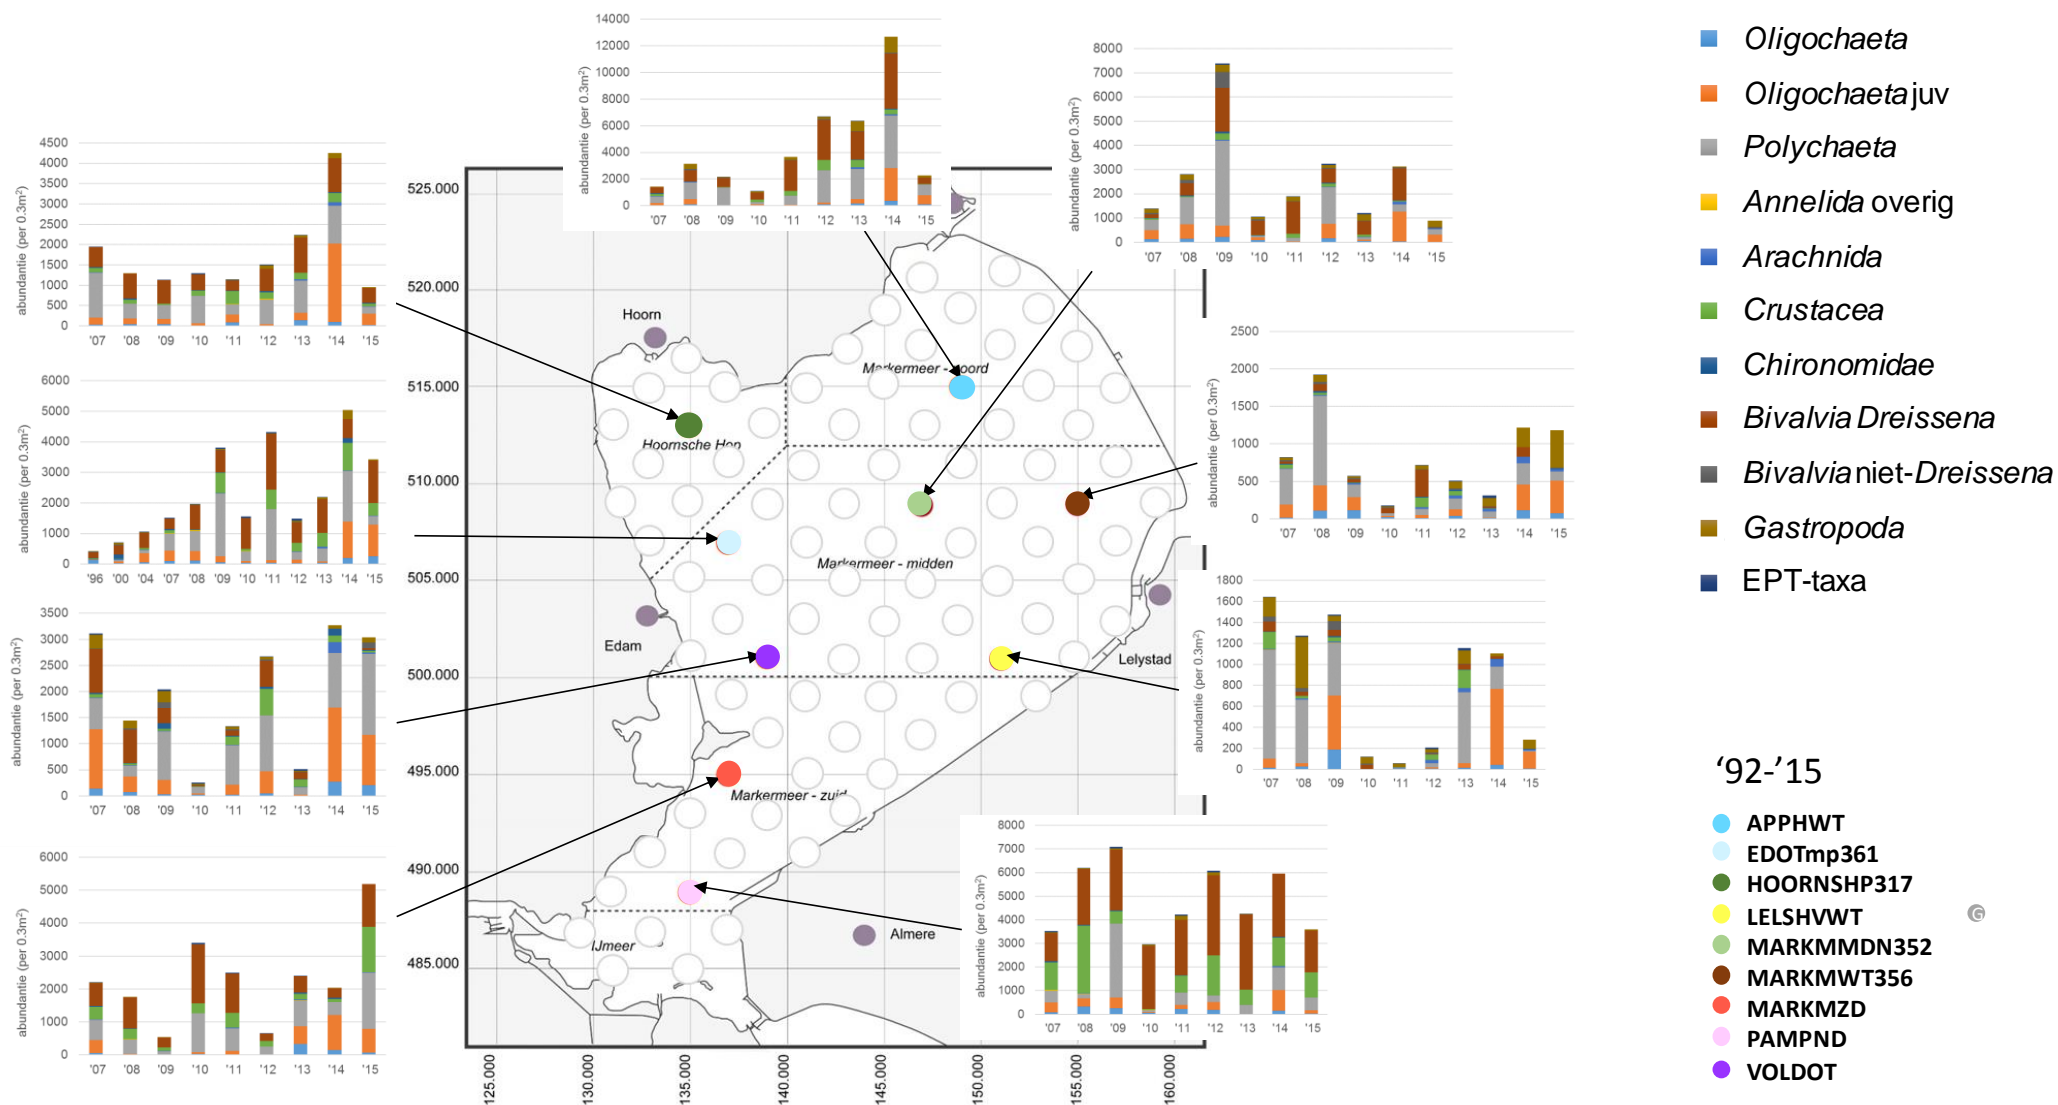 14000
12000
10000
8000
6000
4000
2000
0
abundantie (per 0.3m²)
'07 '08 '09 '10 '11 '12 '13 '14 '15
8000
7000
6000
5000
4000
3000
2000
1000
0
abundantie (per 0.3m²)
'07 '08 '09 '10 '11 '12 '13 '14 '15
4500
4000
3500
3000
2500
2000
1500
1000
500
0
abundantie (per 0.3m²)
'07 '08 '09 '10 '11 '12 '13 '14 '15
6000
5000
4000
3000
2000
1000
0
abundantie (per 0.3m²)
'96 '00 '04 '07 '08 '09 '10 '11 '12 '13 '14 '15
3500
3000
2500
2000
1500
1000
500
0
abundantie (per 0.3m²)
'07 '08 '09 '10 '11 '12 '13 '14 '15
6000
5000
4000
3000
2000
1000
0
abundantie (per 0.3m²)
'07 '08 '09 '10 '11 '12 '13 '14 '15
525.000
520.000
515.000
510.000
505.000
500.000
495.000
490.000
485.000
125.000
130.000
135.000
140.000
145.000
150.000
155.000
160.000
Hoorn
Markermeer - noord
Hoornsche Hop
Markermeer - midden
Edam
Lelystad
Markermeer - zuid
Almere
IJmeer
2500
2000
1500
1000
500
0
abundantie (per 0.3m²)
'07 '08 '09 '10 '11 '12 '13 '14 '15
1800
1600
1400
1200
1000
800
600
400
200
0
abundantie (per 0.3m²)
'07 '08 '09 '10 '11 '12 '13 '14 '15
8000
7000
6000
5000
4000
3000
2000
1000
0
abundantie (per 0.3m²)
'07 '08 '09 '10 '11 '12 '13 '14 '15
Oligochaeta
Oligochaeta juv
Polychaeta
Annelida overig
Arachnida
Crustacea
Chironomidae
Bivalvia Dreissena
Bivalvia niet-Dreissena
Gastropoda
EPT-taxa
‘92-’15
APPHWT
EDOTmp361
HOORNSHP317
LELSHVWT
G
MARKMMDN352
MARKMWT356
MARKMZD
PAMPND
VOLDOT